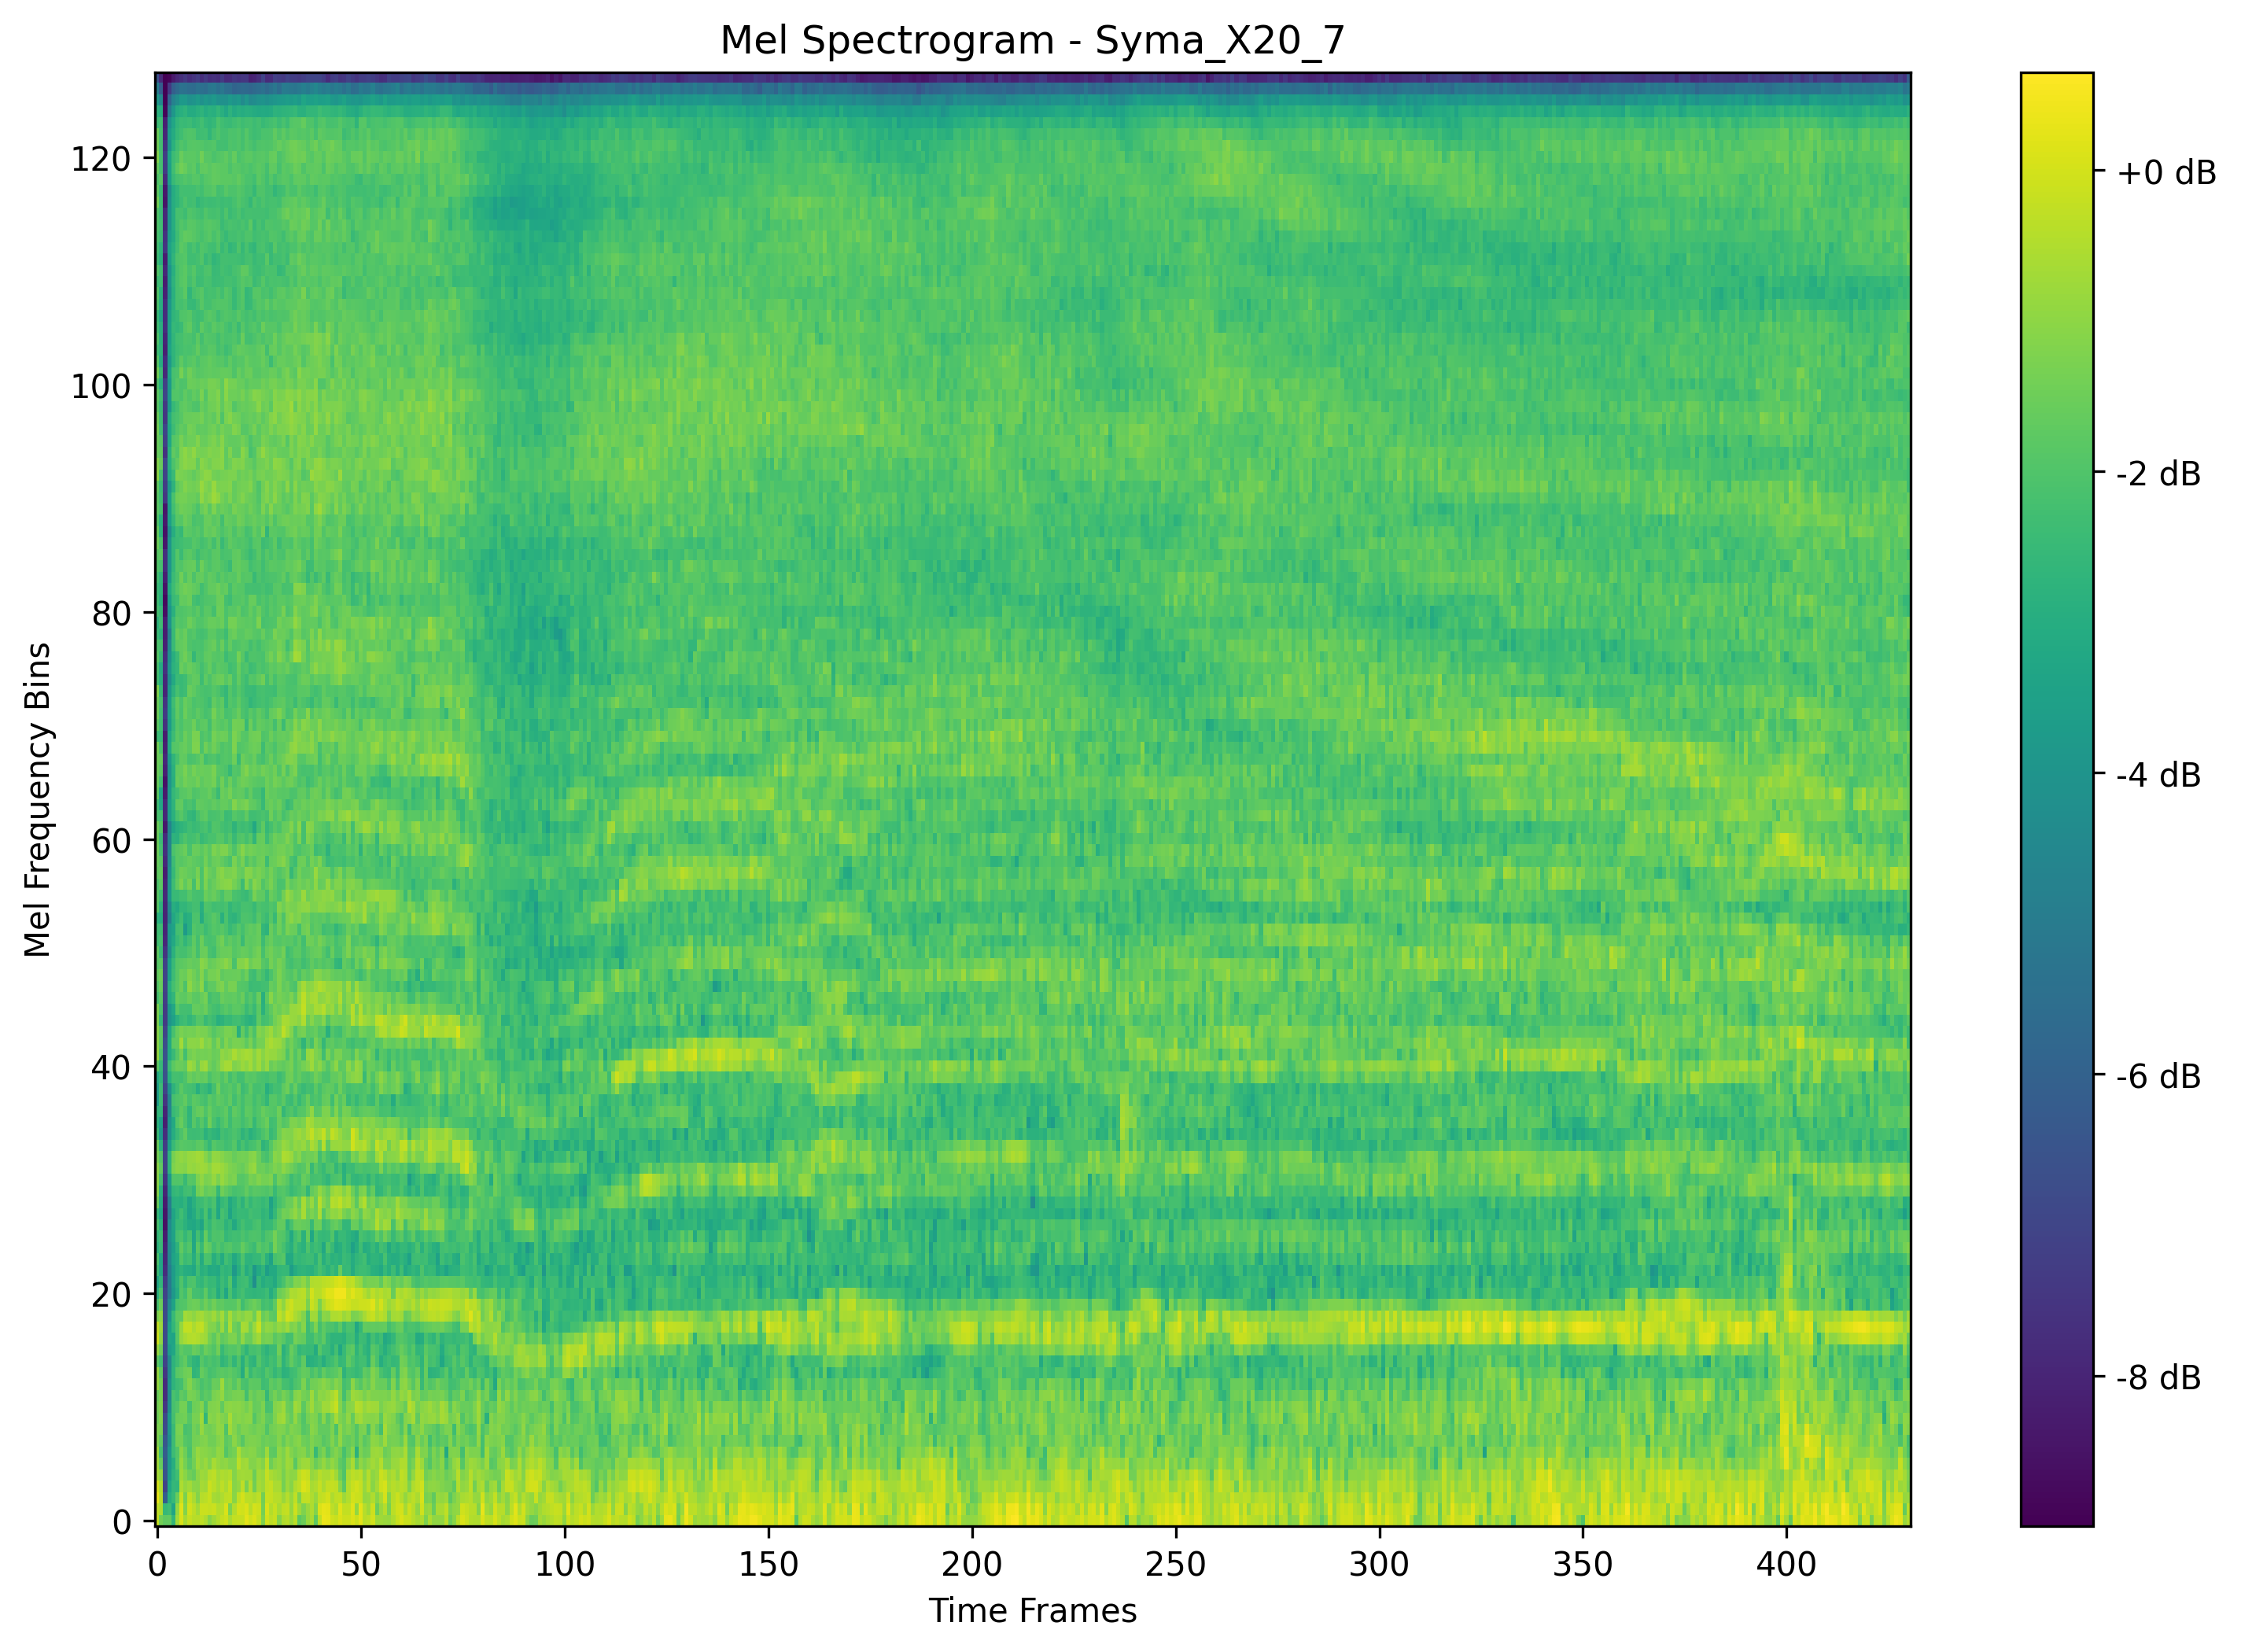 Mel Spectrogram - Syma_X20_7
Mel Frequency Bins
120
100
80
60
40
20
0
0 50 100 150 200 250 300 350 400
Time Frames
+0 dB
-2 dB
-4 dB
-6 dB
-8 dB